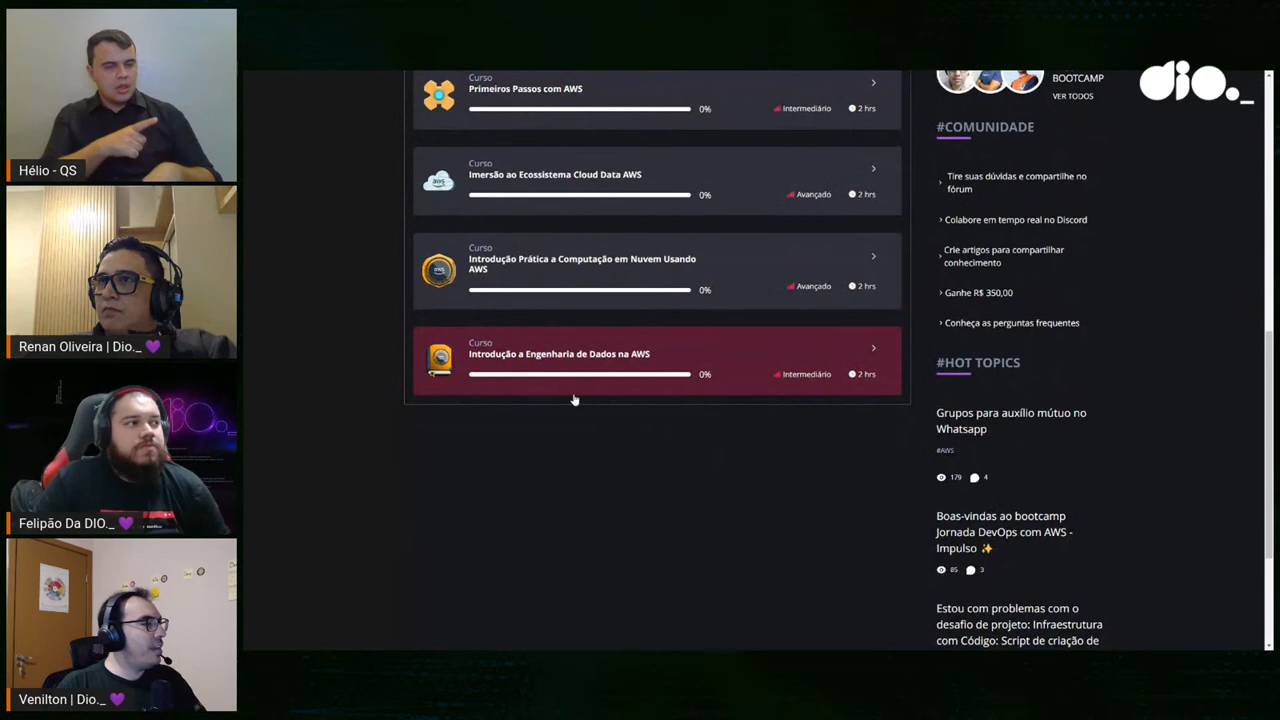 Hélio - QS
Renan Oliveira | Dio._ 💜
Felipão Da DIO._ 💜
Venilton | Dio._ 💜
Curso
Primeiros Passos com AWS
0%
Intermediário
2 hrs
Curso
Imersão ao Ecossistema Cloud Data AWS
0%
Avançado
2 hrs
Curso
Introdução Prática a Computação em Nuvem Usando
AWS
0%
Avançado
2 hrs
Curso
Introdução a Engenharia de Dados na AWS
0%
Intermediário
2 hrs
BOOTCAMP
VER TODOS
dio._
#COMUNIDADE
Tire suas dúvidas e compartilhe no
fórum
Colabore em tempo real no Discord
Crie artigos para compartilhar
conhecimento
Ganhe R$ 350,00
Conheça as perguntas frequentes
#HOT TOPICS
Grupos para auxílio mútuo no
Whatsapp
#AWS
179 4
Boas-vindas ao bootcamp
Jornada DevOps com AWS -
Impulso ✨
85 3
Estou com problemas com o
desafio de projeto: Infraestrutura
com Código: Script de criação de